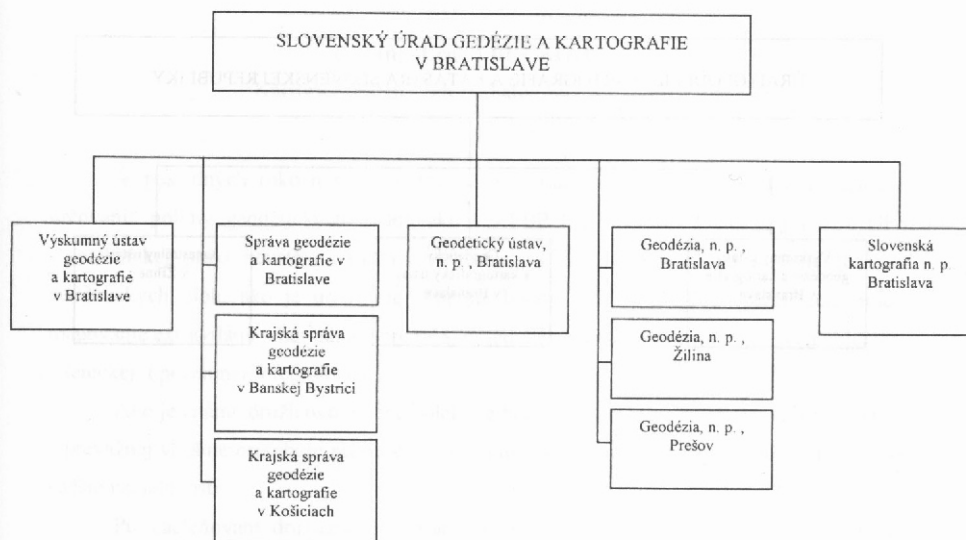 SLOVENSKÝ ÚRAD GEDÉZIE A KARTOGRAFIE
V BRATISLAVE
Výskumný ústav
geodézie
a kartografie
v Bratislave
Správa geodézie
a kartografie v
Bratislave
Krajská správa
geodézie
a kartografie
v Banskej Bystrici
Krajská správa
geodézie
a kartografie
v Košiciach
Geodetický ústav,
n. p., Bratislava
Geodézia, n. p. ,
Bratislava
Geodézia, n. p. ,
Žilina
Geodézia, n. p. ,
Prešov
Slovenská
kartografia n. p.
Bratislava